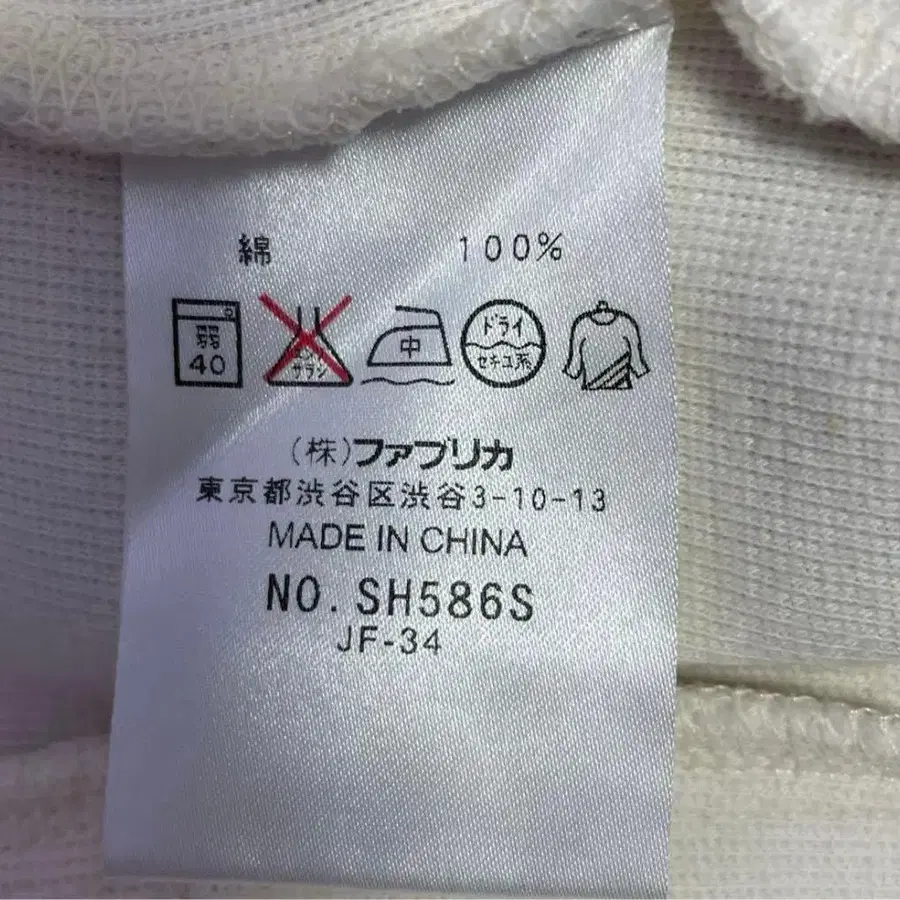 綿 100%
弱 40 エンソ サラシ 中 ドライ セキユ系
(株)ファブリカ
東京都渋谷区渋谷3-10-13
MADE IN CHINA
NO. SH586S
JF-34